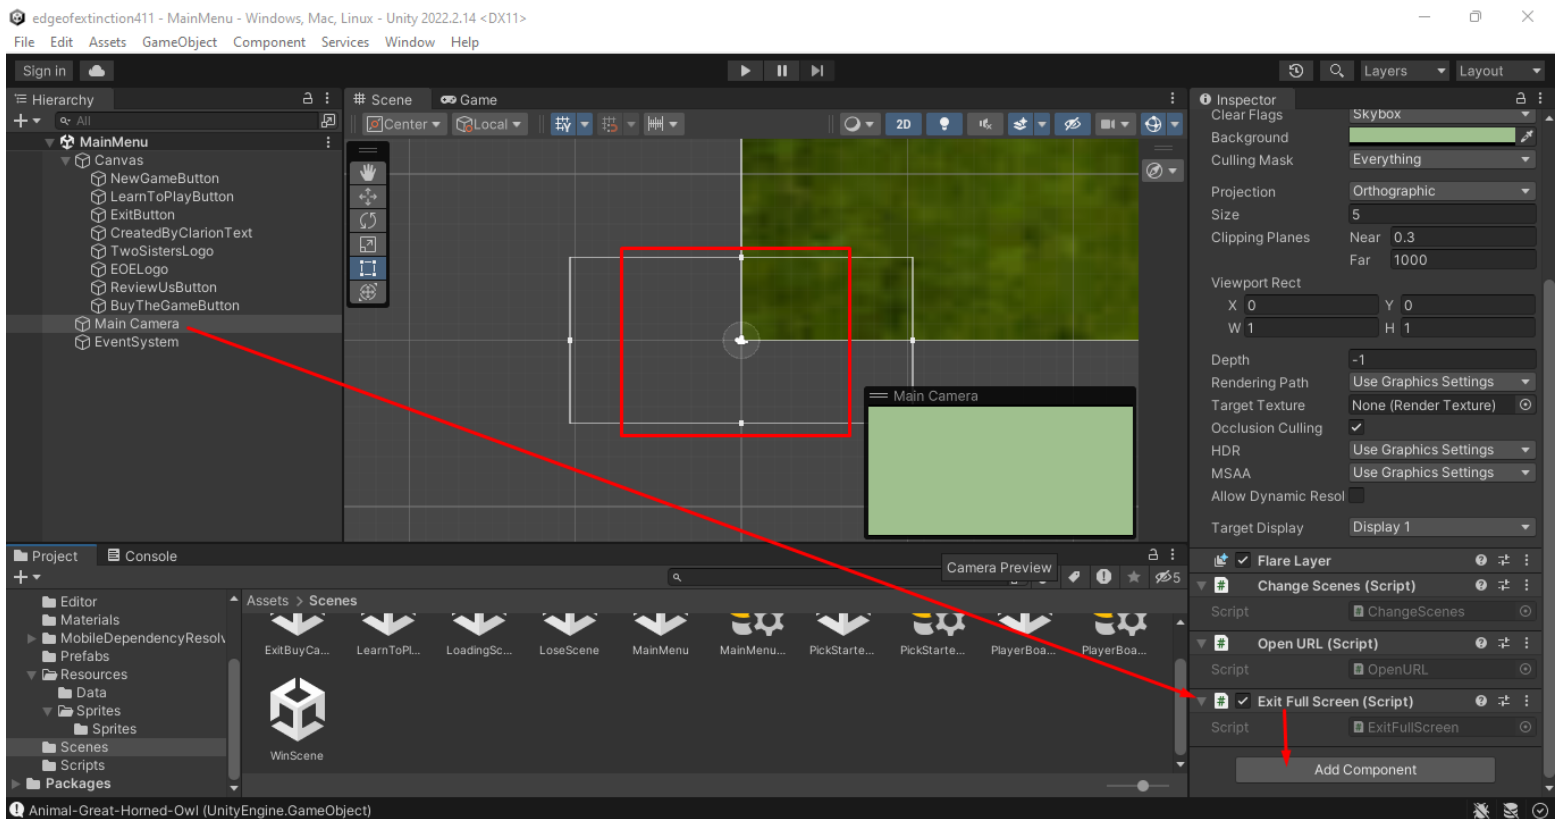 edgeofextinction411 - MainMenu - Windows, Mac, Linux - Unity 2022.2.14 <DX11>
File Edit Assets GameObject Component Services Window Help
Sign in
Layers
Layout
Hierarchy
All
MainMenu
Canvas
NewGameButton
LearnToPlayButton
ExitButton
CreatedByClarionText
TwoSistersLogo
EOELogo
ReviewUsButton
BuyTheGameButton
Main Camera
EventSystem
Scene
Game
Center
Local
2D
Main Camera
Inspector
Clear Flags Skybox
Background
Culling Mask Everything
Projection Orthographic
Size 5
Clipping Planes Near 0.3
Far 1000
Viewport Rect
X 0 Y 0
W 1 H 1
Depth -1
Rendering Path Use Graphics Settings
Target Texture None (Render Texture)
Occlusion Culling
HDR Use Graphics Settings
MSAA Use Graphics Settings
Allow Dynamic Resol
Target Display Display 1
Flare Layer
Change Scenes (Script)
Script ChangeScenes
Open URL (Script)
Script OpenURL
Exit Full Screen (Script)
Script ExitFullScreen
Add Component
Project
Console
Camera Preview
5
Editor
Materials
MobileDependencyResolv
Prefabs
Resources
Data
Sprites
Sprites
Scenes
Scripts
Packages
Assets > Scenes
ExitBuyCa... LearnToPl... LoadingSc... LoseScene MainMenu MainMenu... PickStarte... PickStarte... PlayerBoa... PlayerBoa...
WinScene
Animal-Great-Horned-Owl (UnityEngine.GameObject)